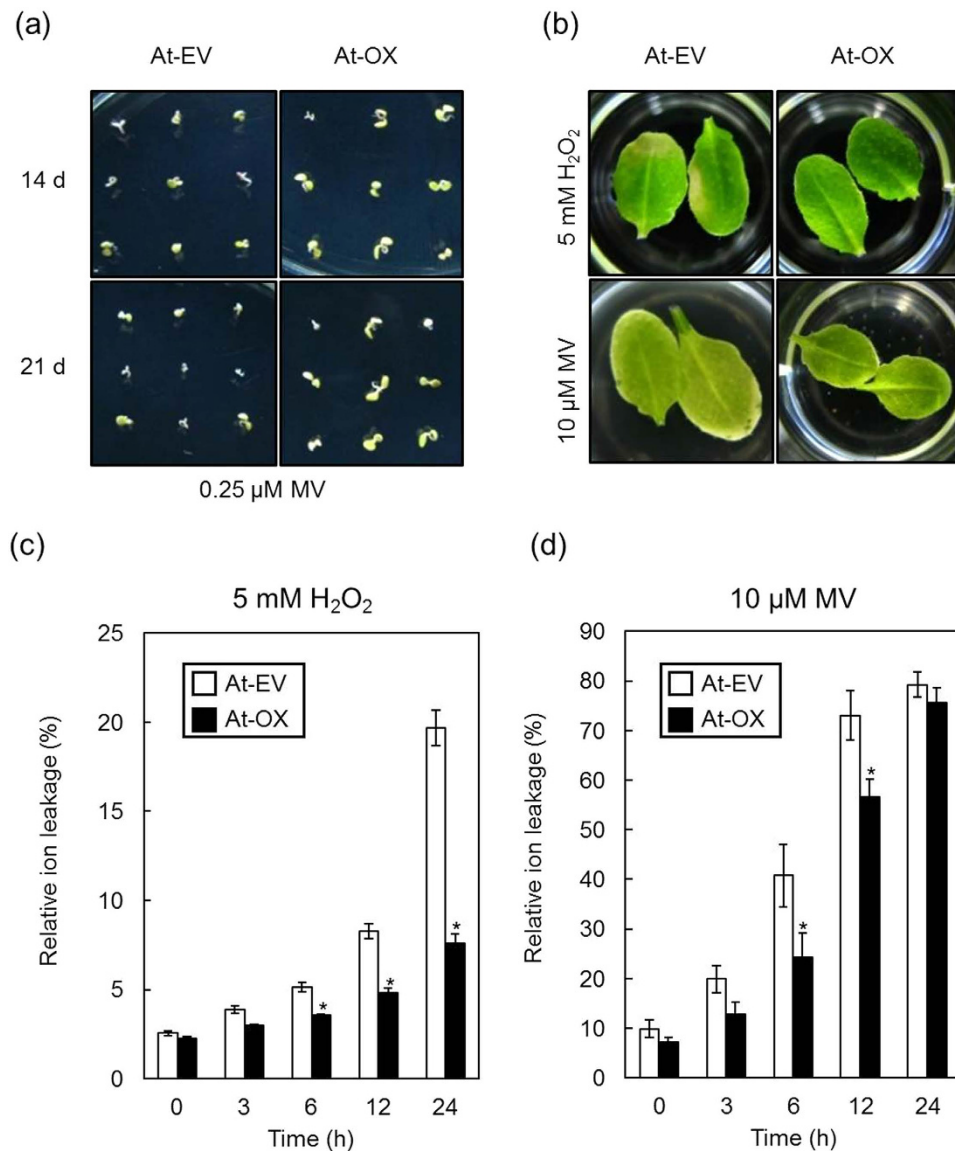 (a)
At-EV At-OX
14 d
21 d
0.25 µM MV
(b)
At-EV At-OX
5 mM H₂O₂
10 µM MV
(c)
5 mM H₂O₂
Relative ion leakage (%)
25
20
15
10
5
0
At-EV
At-OX
*
*
*
0 3 6 12 24
Time (h)
(d)
10 µM MV
Relative ion leakage (%)
90
80
70
60
50
40
30
20
10
0
At-EV
At-OX
*
*
0 3 6 12 24
Time (h)